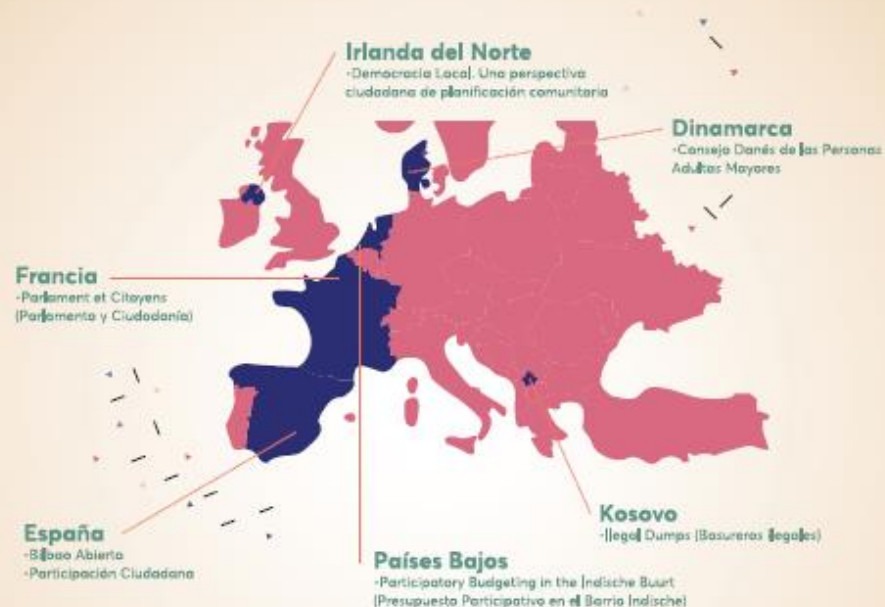 Irlanda del Norte
-Democracia Local. Una perspectiva
ciudadana de planificación comunitaria
Dinamarca
-Consejo Danés de las Personas
Adultas Mayores
Francia
-Parlament et Citoyens
(Parlamento y Ciudadanía)
España
-Bilbao Abierto
-Participación Ciudadana
Kosovo
-Illegal Dumps (Basureros ilegales)
Países Bajos
-Participatory Budgeting in the Indische Buurt
(Presupuesto Participativo en el Barrio Indische)